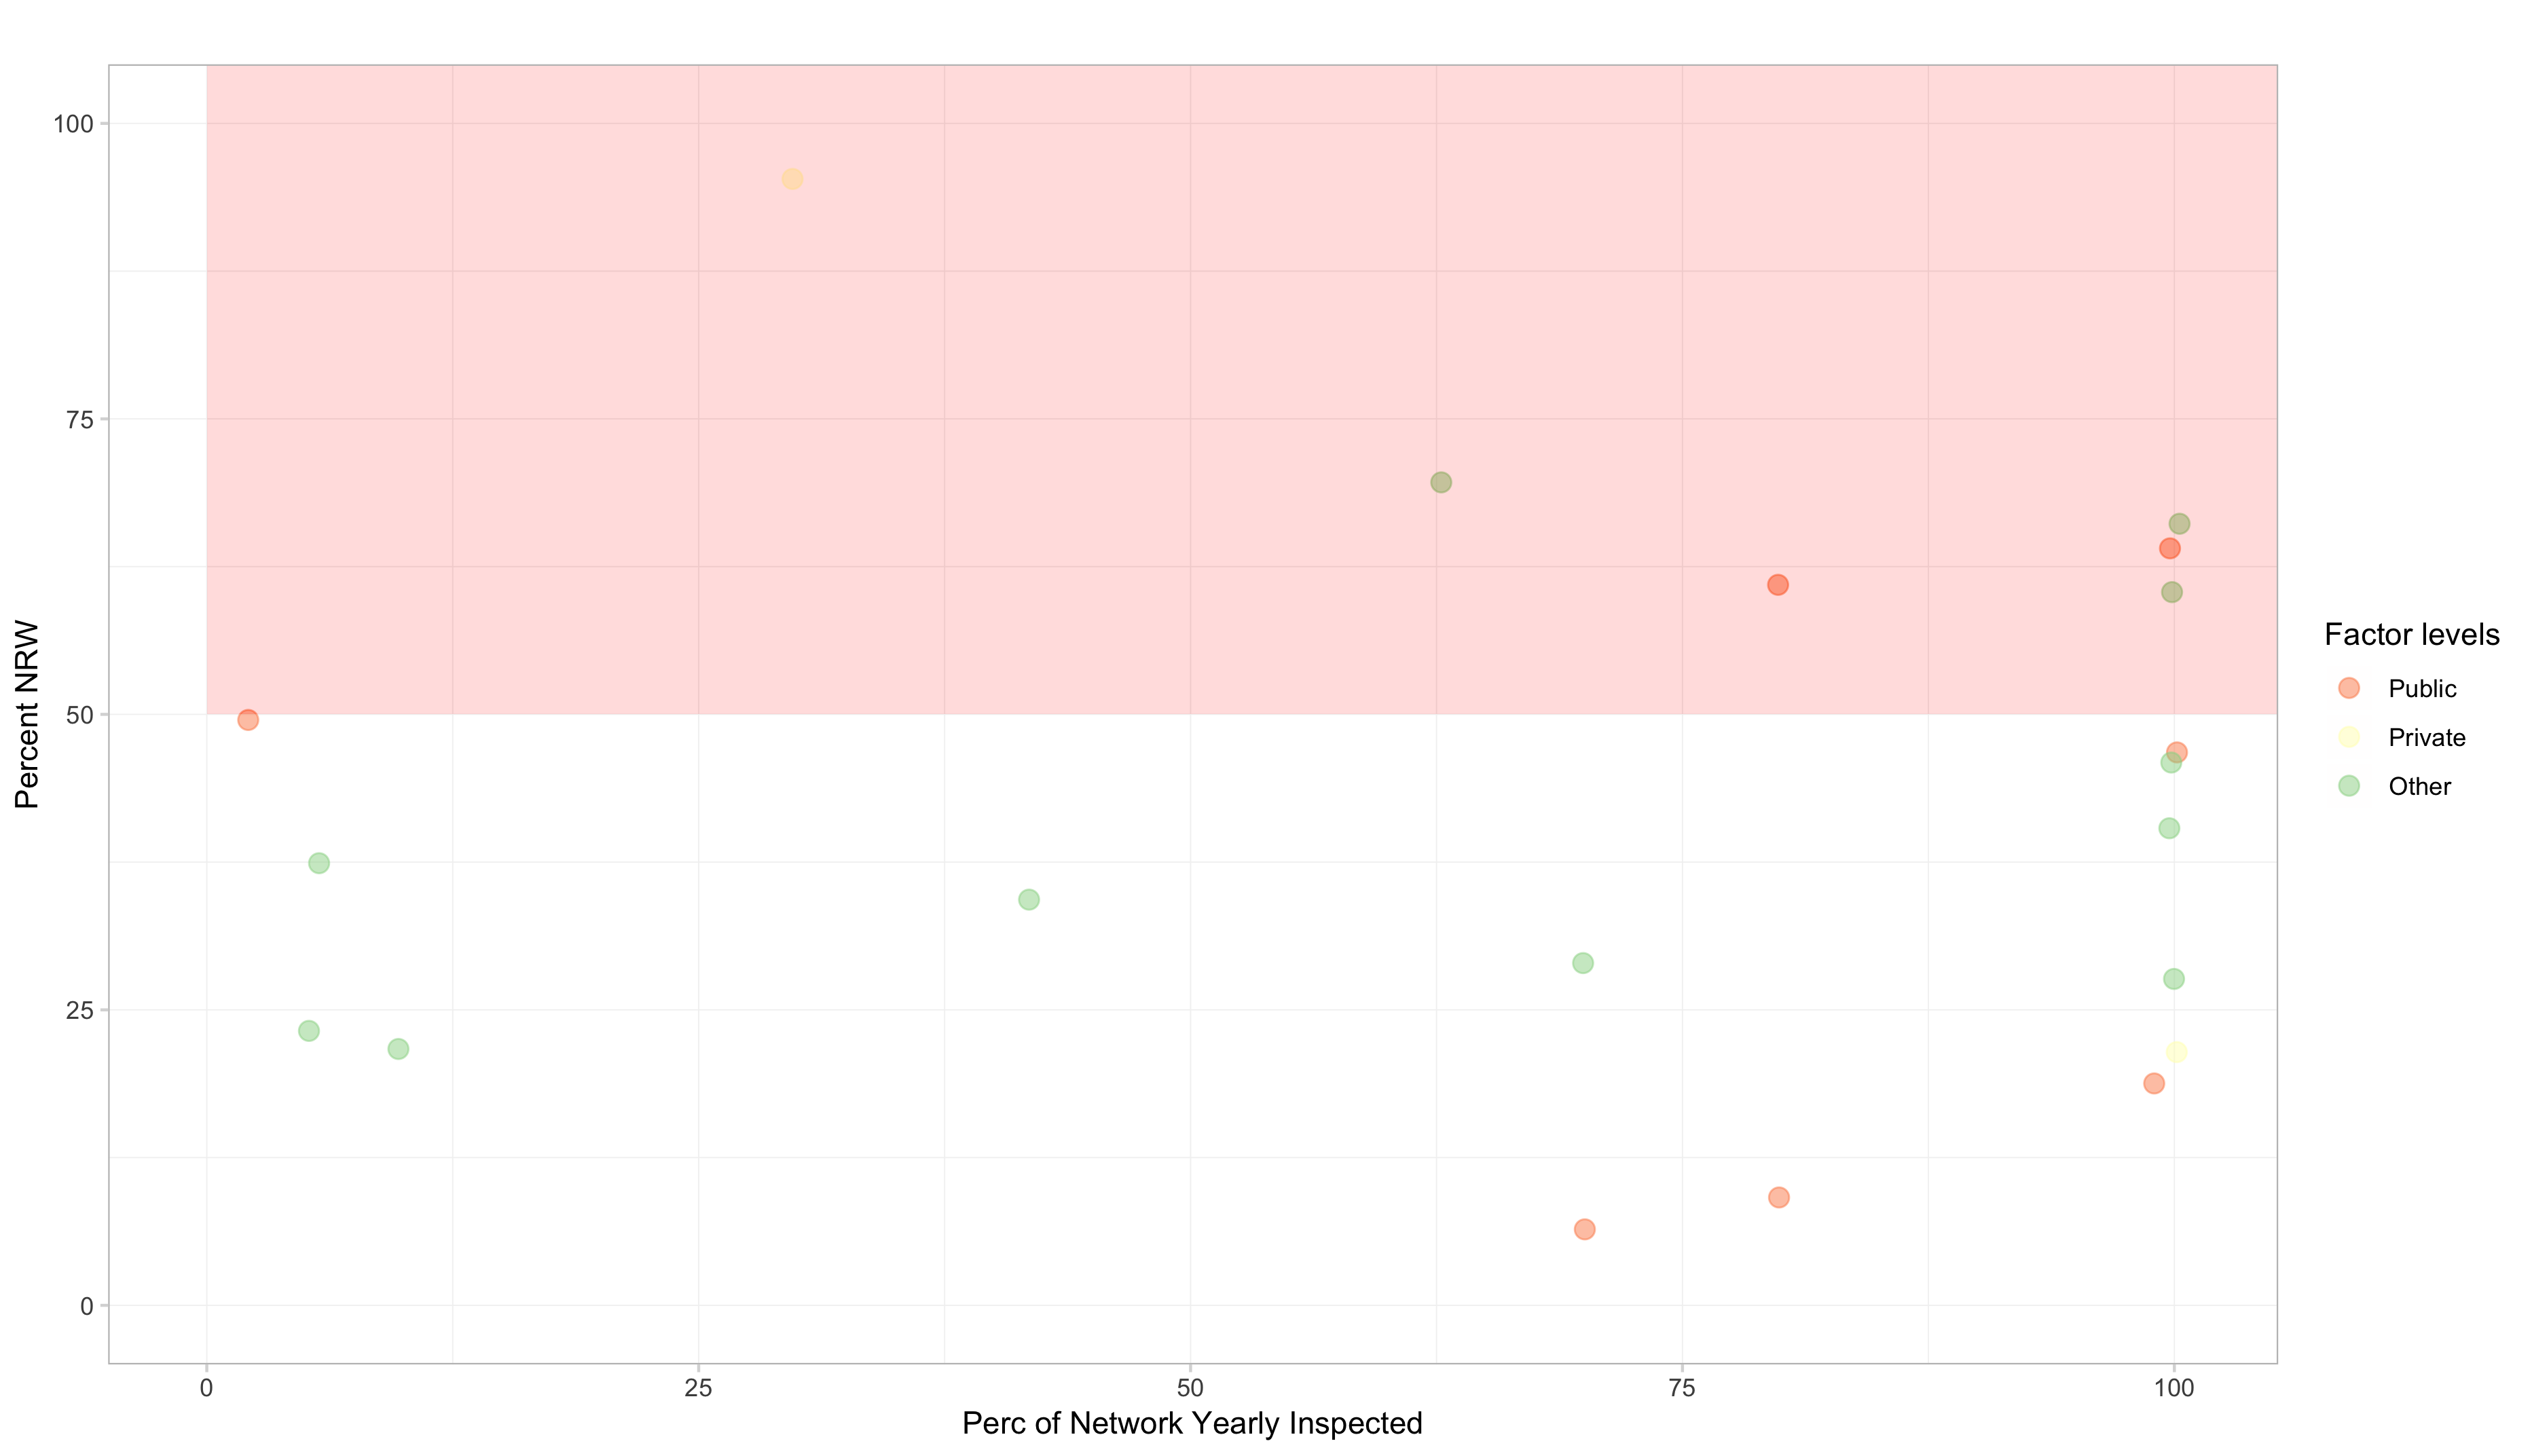 100
75
50
25
0
Percent NRW
0 25 50 75 100
Perc of Network Yearly Inspected
Factor levels
Public
Private
Other